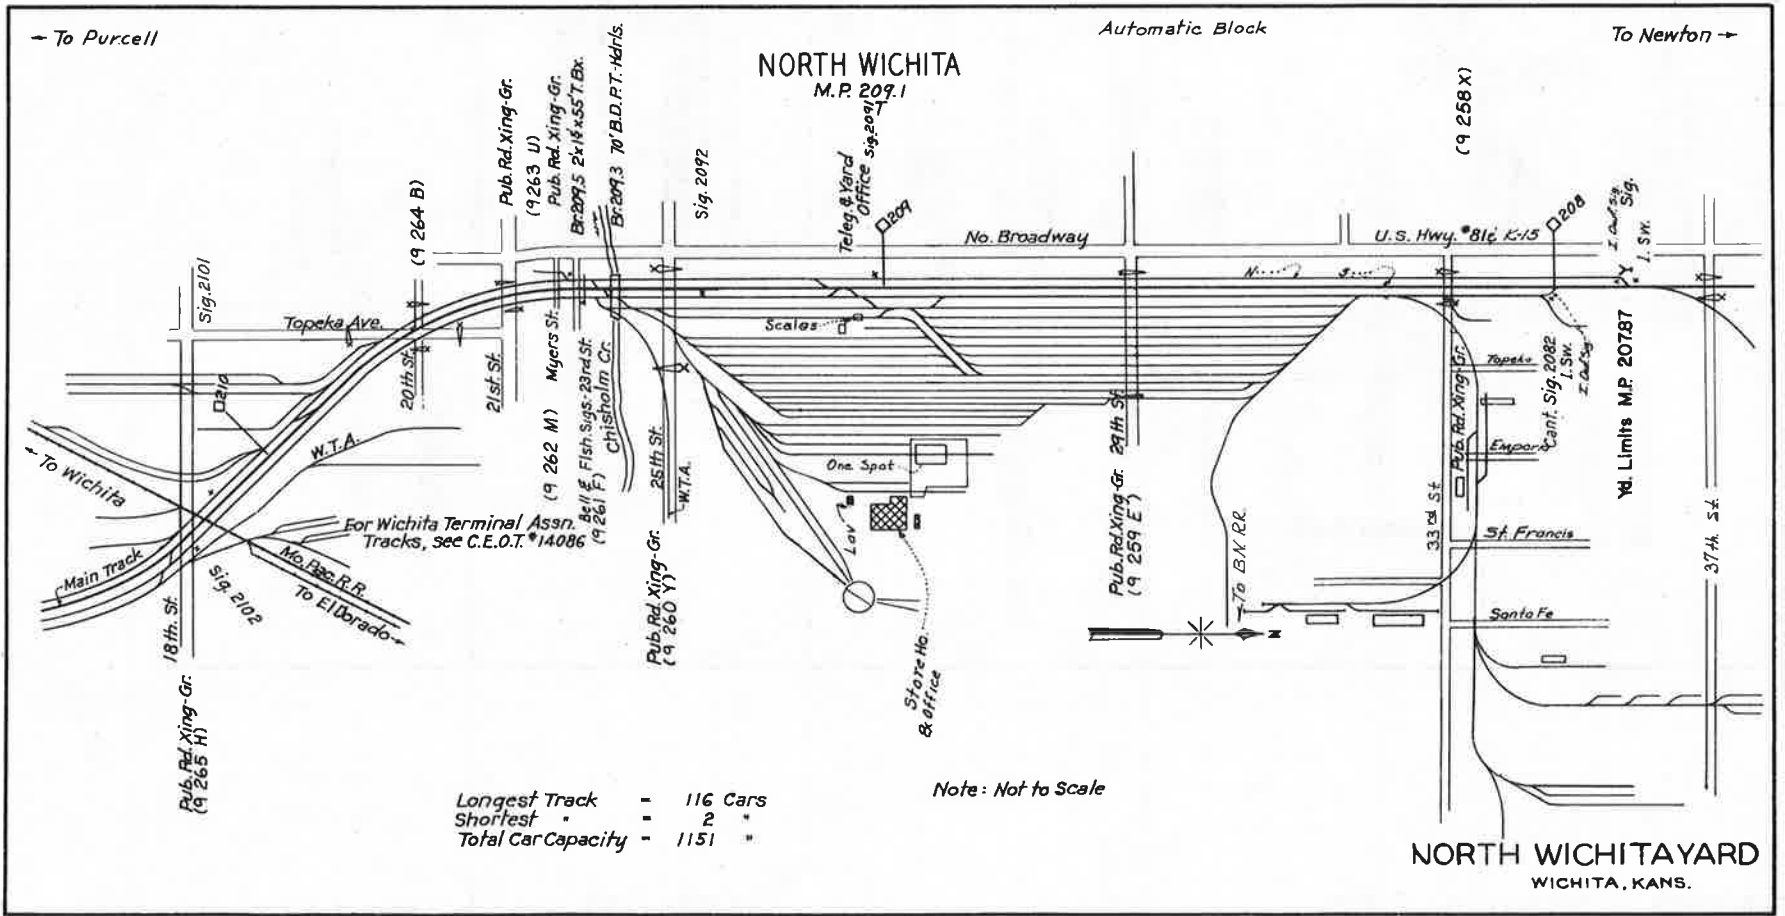 ← To Purcell
Automatic Block
To Newton →
NORTH WICHITA
M.P. 209.1
T
Sig. 2091
Teleg. & Yard
Office
209
Sig. 2101
(9 264 B)
Pub. Rd. Xing-Gr.
(9263 U)
Pub. Rd. Xing-Gr.
Br. 209.3 70' B.D.P.T.-Hdrls.
Sig. 2092
(9 258 X)
208
I. Sw.
Sig.
No. Broadway
U.S. Hwy. #81 & K-15
N
S
Y
Topeka Ave.
Scales
20th St.
21st St.
(9 262 M) Myers St.
Bell & Flsh. Sigs.-23rd St.
(9261 F)
Chisholm Cr.
25th St.
W.T.A.
Pub. Rd. Xing-Gr.
(9 260 Y)
210
W.T.A.
← To Wichita
For Wichita Terminal Assn.
Tracks, see C.E.O.T. #14086
Main Track
Mo. Pac. R.R.
To El Dorado →
Sig. 2102
18th. St.
Pub. Rd. Xing-Gr.
(9 265 H)
One Spot
Lav
Store Ho.
& Office
Pub. Rd. Xing-Gr. 29th St.
(9 259 E)
To B.N. R.R.
N
33rd St
Pub. Rd. Xing-Gr.
Topeka
Emporia
St. Francis
Santa Fe
Cant. Sig. 2082
I. Sw.
Yd. Limits M.P. 207.87
37th St.
Longest Track = 116 Cars
Shortest " = 2 "
Total Car Capacity = 1151 "
Note: Not to Scale
NORTH WICHITA YARD
WICHITA, KANS.